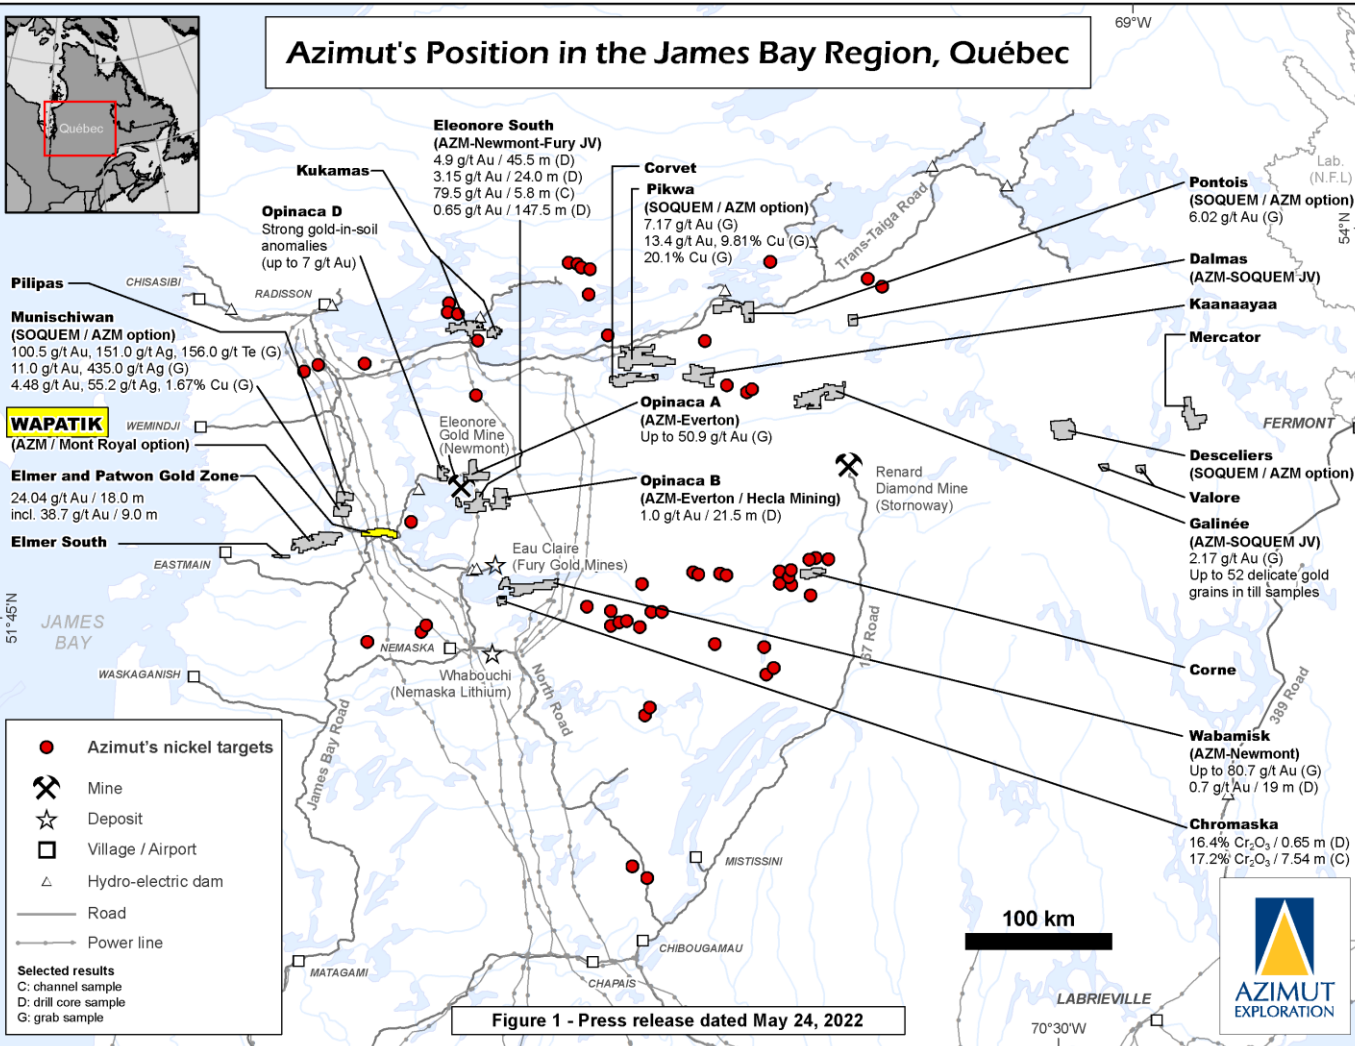 Azimut's Position in the James Bay Region, Québec
69°W
Québec
Eleonore South
(AZM-Newmont-Fury JV)
4.9 g/t Au / 45.5 m (D)
3.15 g/t Au / 24.0 m (D)
79.5 g/t Au / 5.8 m (C)
0.65 g/t Au / 147.5 m (D)
Kukamas
Opinaca D
Strong gold-in-soil
anomalies
(up to 7 g/t Au)
Corvet
Pikwa
(SOQUEM / AZM option)
7.17 g/t Au (G)
13.4 g/t Au, 9.81% Cu (G)
20.1% Cu (G)
Trans-Taiga Road
Lab.
(N.F.L)
54°N
Pontois
(SOQUEM / AZM option)
6.02 g/t Au (G)
Dalmas
(AZM-SOQUEM JV)
Kaanaayaa
Mercator
Pilipas
CHISASIBI
RADISSON
Munischiwan
(SOQUEM / AZM option)
100.5 g/t Au, 151.0 g/t Ag, 156.0 g/t Te (G)
11.0 g/t Au, 435.0 g/t Ag (G)
4.48 g/t Au, 55.2 g/t Ag, 1.67% Cu (G)
WAPATIK
(AZM / Mont Royal option)
WEMINDJI
Elmer and Patwon Gold Zone
24.04 g/t Au / 18.0 m
incl. 38.7 g/t Au / 9.0 m
Elmer South
EASTMAIN
Eleonore
Gold Mine
(Newmont)
Opinaca A
(AZM-Everton)
Up to 50.9 g/t Au (G)
Opinaca B
(AZM-Everton / Hecla Mining)
1.0 g/t Au / 21.5 m (D)
Renard
Diamond Mine
(Stornoway)
FERMONT
Desceliers
(SOQUEM / AZM option)
Valore
Galinée
(AZM-SOQUEM JV)
2.17 g/t Au (G)
Up to 52 delicate gold
grains in till samples
Eau Claire
(Fury Gold Mines)
51°45'N
JAMES
BAY
NEMASKA
WASKAGANISH
Whabouchi
(Nemaska Lithium)
North Road
James Bay Road
167 Road
389 Road
Corne
Wabamisk
(AZM-Newmont)
Up to 80.7 g/t Au (G)
0.7 g/t Au / 19 m (D)
Chromaska
16.4% Cr₂O₃ / 0.65 m (D)
17.2% Cr₂O₃ / 7.54 m (C)
Azimut's nickel targets
Mine
Deposit
Village / Airport
Hydro-electric dam
Road
Power line
Selected results
C: channel sample
D: drill core sample
G: grab sample
MISTISSINI
CHIBOUGAMAU
CHAPAIS
MATAGAMI
100 km
LABRIEVILLE
70°30'W
Figure 1 - Press release dated May 24, 2022
AZIMUT
EXPLORATION